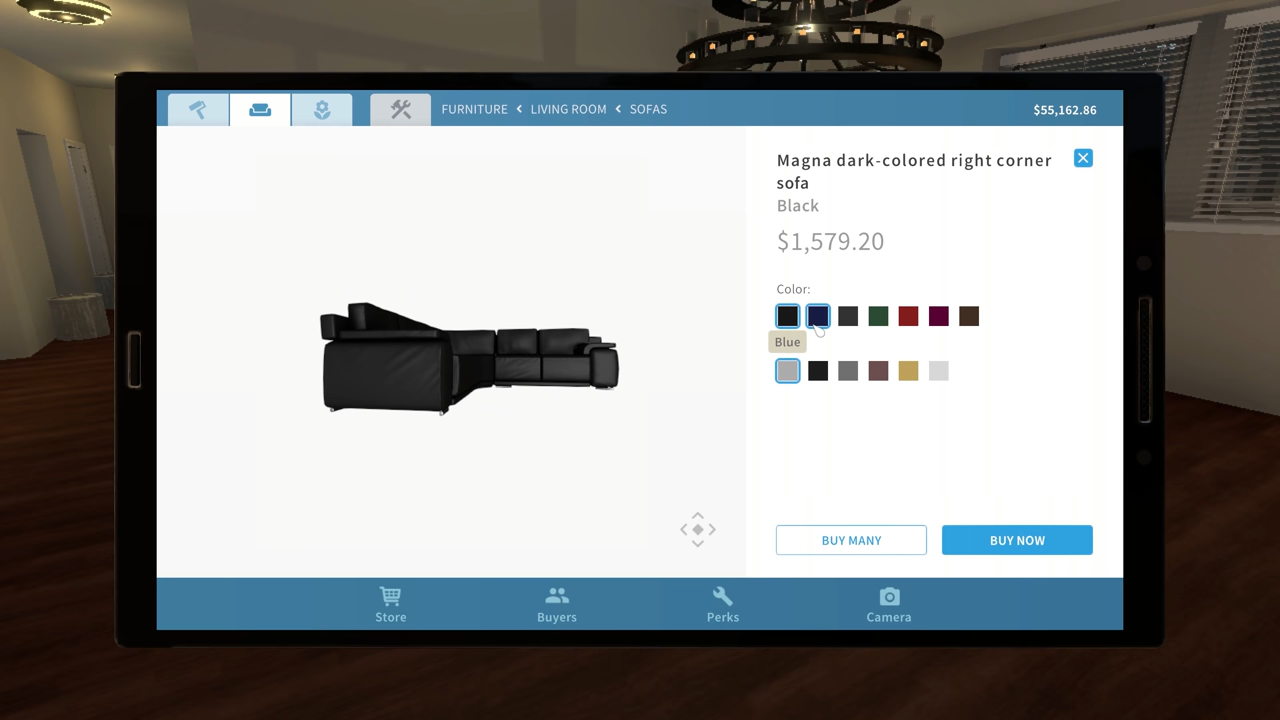 FURNITURE < LIVING ROOM < SOFAS
$55,162.86
Magna dark-colored right corner
sofa
Black
$1,579.20
Color:
Blue
BUY MANY
BUY NOW
Store
Buyers
Perks
Camera